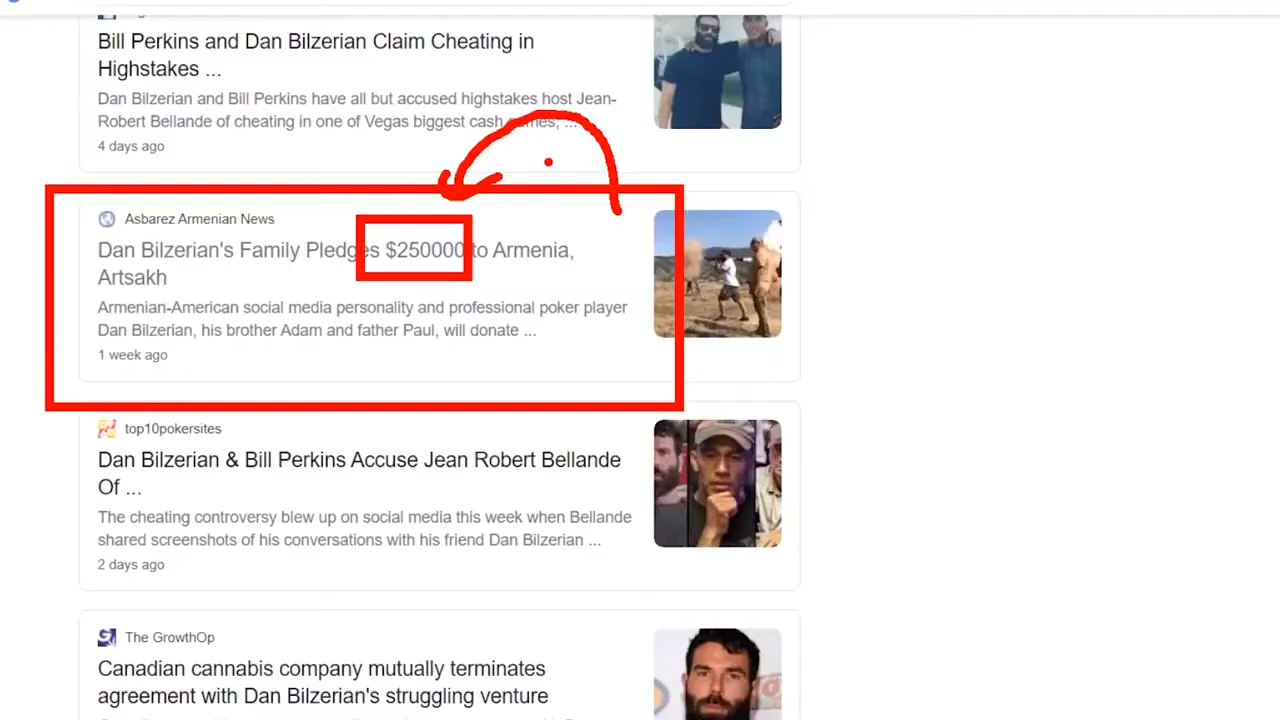 Bill Perkins and Dan Bilzerian Claim Cheating in
Highstakes ...
Dan Bilzerian and Bill Perkins have all but accused highstakes host Jean-
Robert Bellande of cheating in one of Vegas biggest cash games, ...
4 days ago
Asbarez Armenian News
Dan Bilzerian's Family Pledges $250000 to Armenia,
Artsakh
Armenian-American social media personality and professional poker player
Dan Bilzerian, his brother Adam and father Paul, will donate ...
1 week ago
top10pokersites
Dan Bilzerian & Bill Perkins Accuse Jean Robert Bellande
Of ...
The cheating controversy blew up on social media this week when Bellande
shared screenshots of his conversations with his friend Dan Bilzerian ...
2 days ago
The GrowthOp
Canadian cannabis company mutually terminates
agreement with Dan Bilzerian's struggling venture